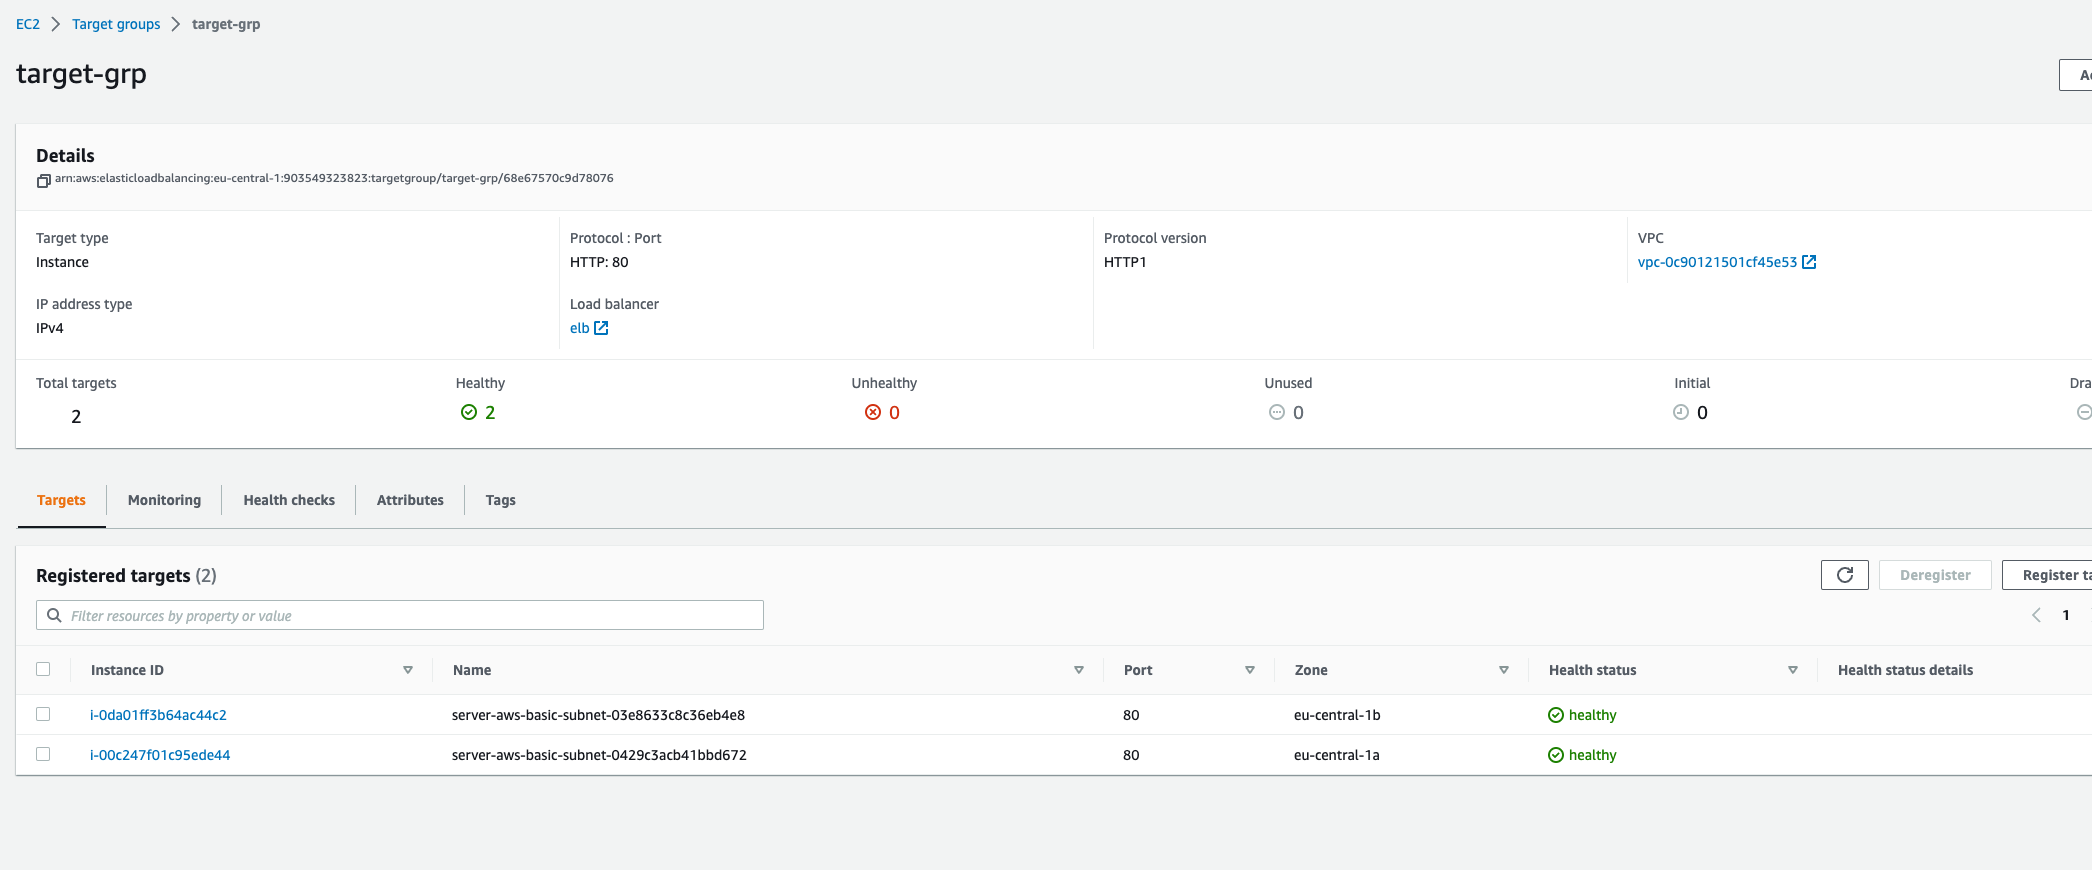 EC2 > Target groups > target-grp
target-grp
Ac
Details
arn:aws:elasticloadbalancing:eu-central-1:903549323823:targetgroup/target-grp/68e67570c9d78076
Target type
Instance
Protocol : Port
HTTP: 80
Protocol version
HTTP1
VPC
vpc-0c90121501cf45e53
IP address type
IPv4
Load balancer
elb
Total targets
2
Healthy
2
Unhealthy
0
Unused
0
Initial
0
Dra
Targets Monitoring Health checks Attributes Tags
Registered targets (2)
Deregister Register ta
Filter resources by property or value
1
Instance ID Name Port Zone Health status Health status details
i-0da01ff3b64ac44c2 server-aws-basic-subnet-03e8633c8c36eb4e8 80 eu-central-1b healthy
i-00c247f01c95ede44 server-aws-basic-subnet-0429c3acb41bbd672 80 eu-central-1a healthy